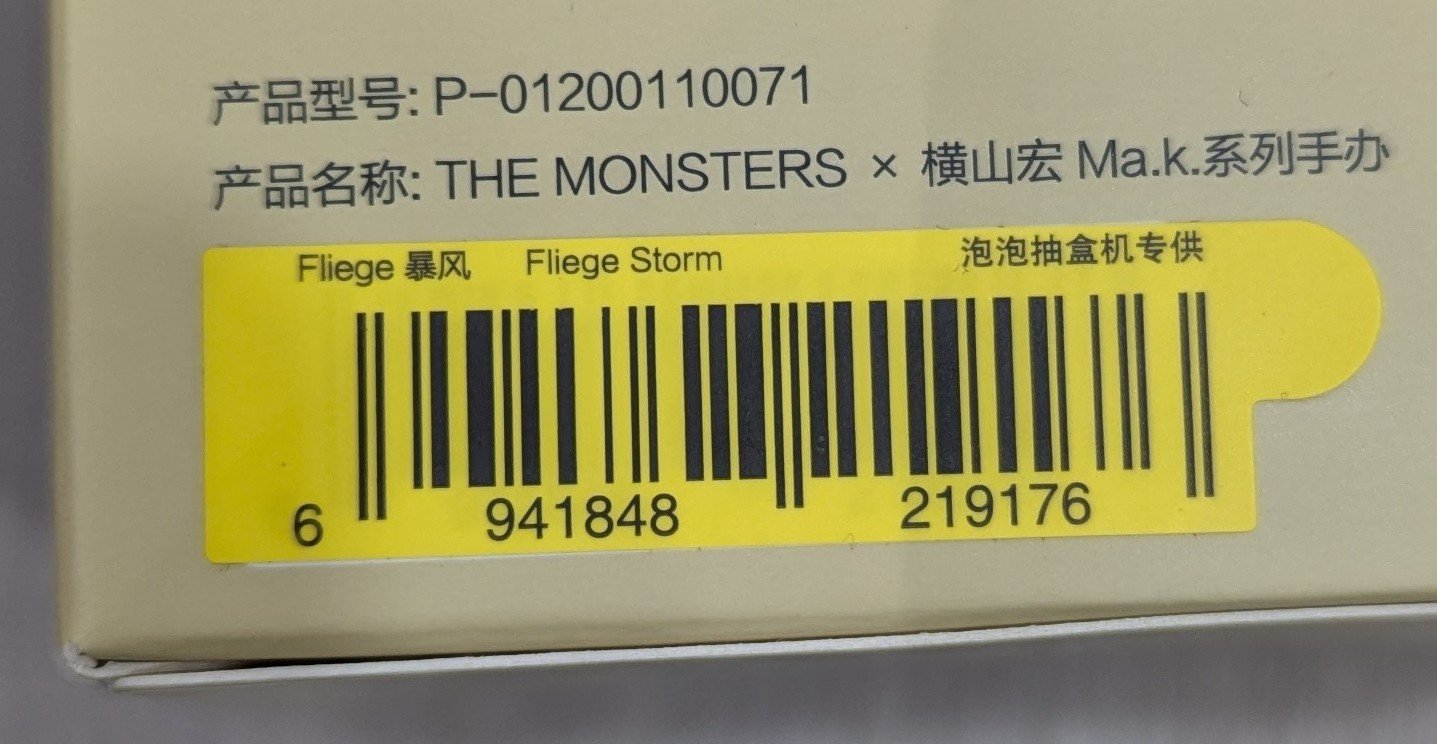 产品型号: P-01200110071
产品名称: THE MONSTERS × 横山宏 Ma.k.系列手办
Fliege 暴风 Fliege Storm 泡泡抽盒机专供
6 941848 219176